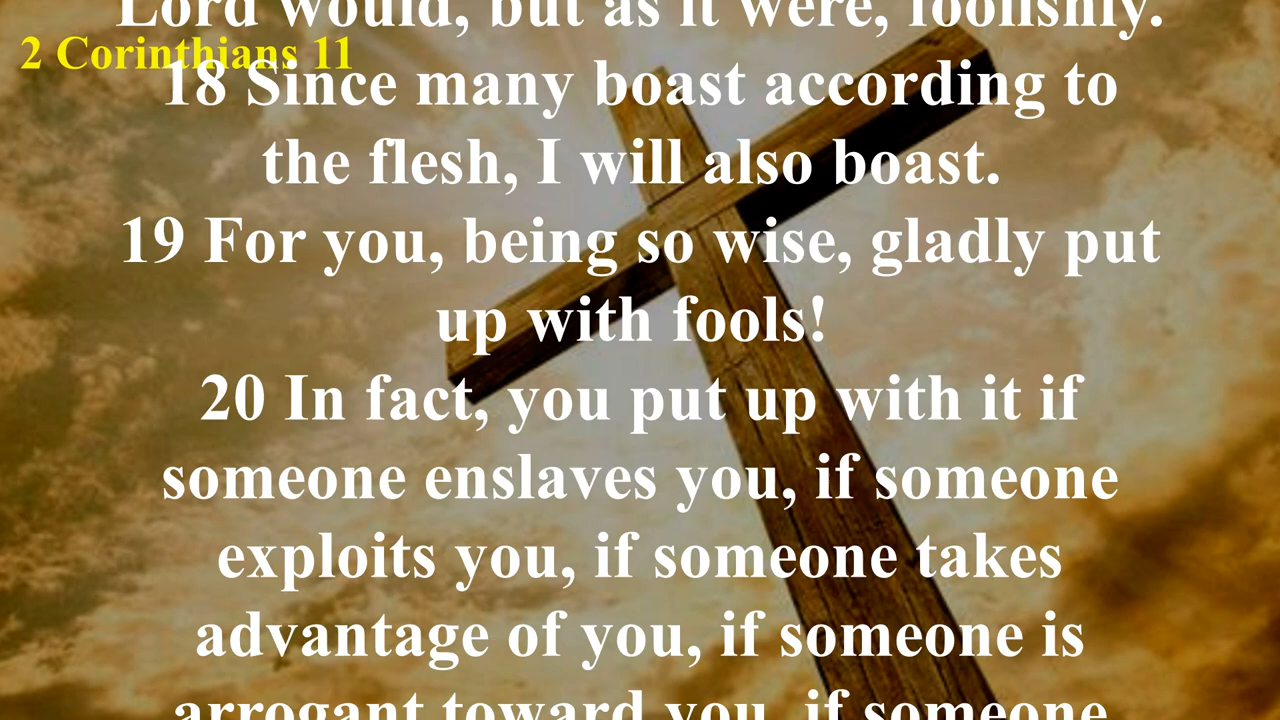 Lord would, but as it were, foolishly.
2 Corinthians 11
18 Since many boast according to
the flesh, I will also boast.
19 For you, being so wise, gladly put
up with fools!
20 In fact, you put up with it if
someone enslaves you, if someone
exploits you, if someone takes
advantage of you, if someone is
arrogant toward you, if someone